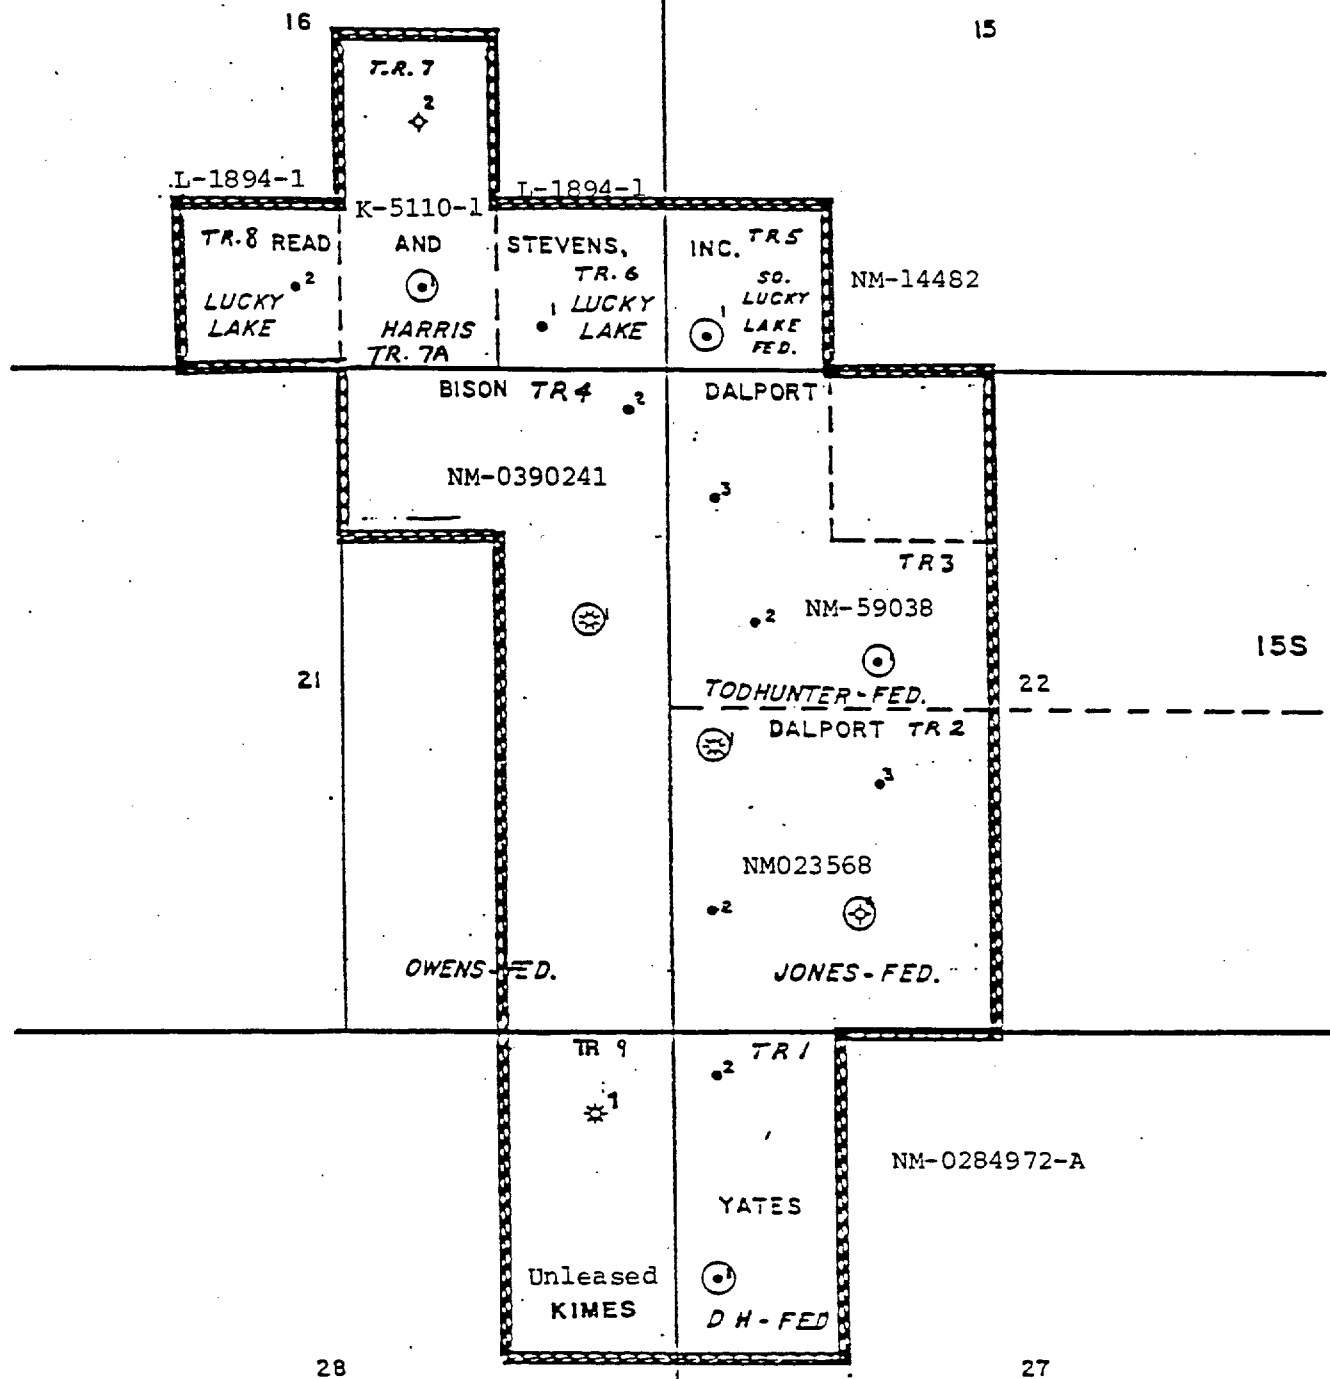 16
15
T.R. 7
2
L-1894-1
L-1894-1
K-5110-1
TR. 8 READ AND STEVENS, INC. TR 5
2
1
TR. 6
SO.
NM-14482
LUCKY
LUCKY
LUCKY
1
1
LAKE
HARRIS
LAKE
LAKE
TR. 7A
FED.
BISON TR 4
2
DALPORT
NM-0390241
3
TR 3
1
2
NM-59038
15S
21
TODHUNTER-FED.
22
DALPORT TR 2
3
NM023568
2
OWENS-FED.
JONES-FED.
TR 9
TR 1
2
1
NM-0284972-A
YATES
Unleased
1
KIMES
D H-FED
28
27